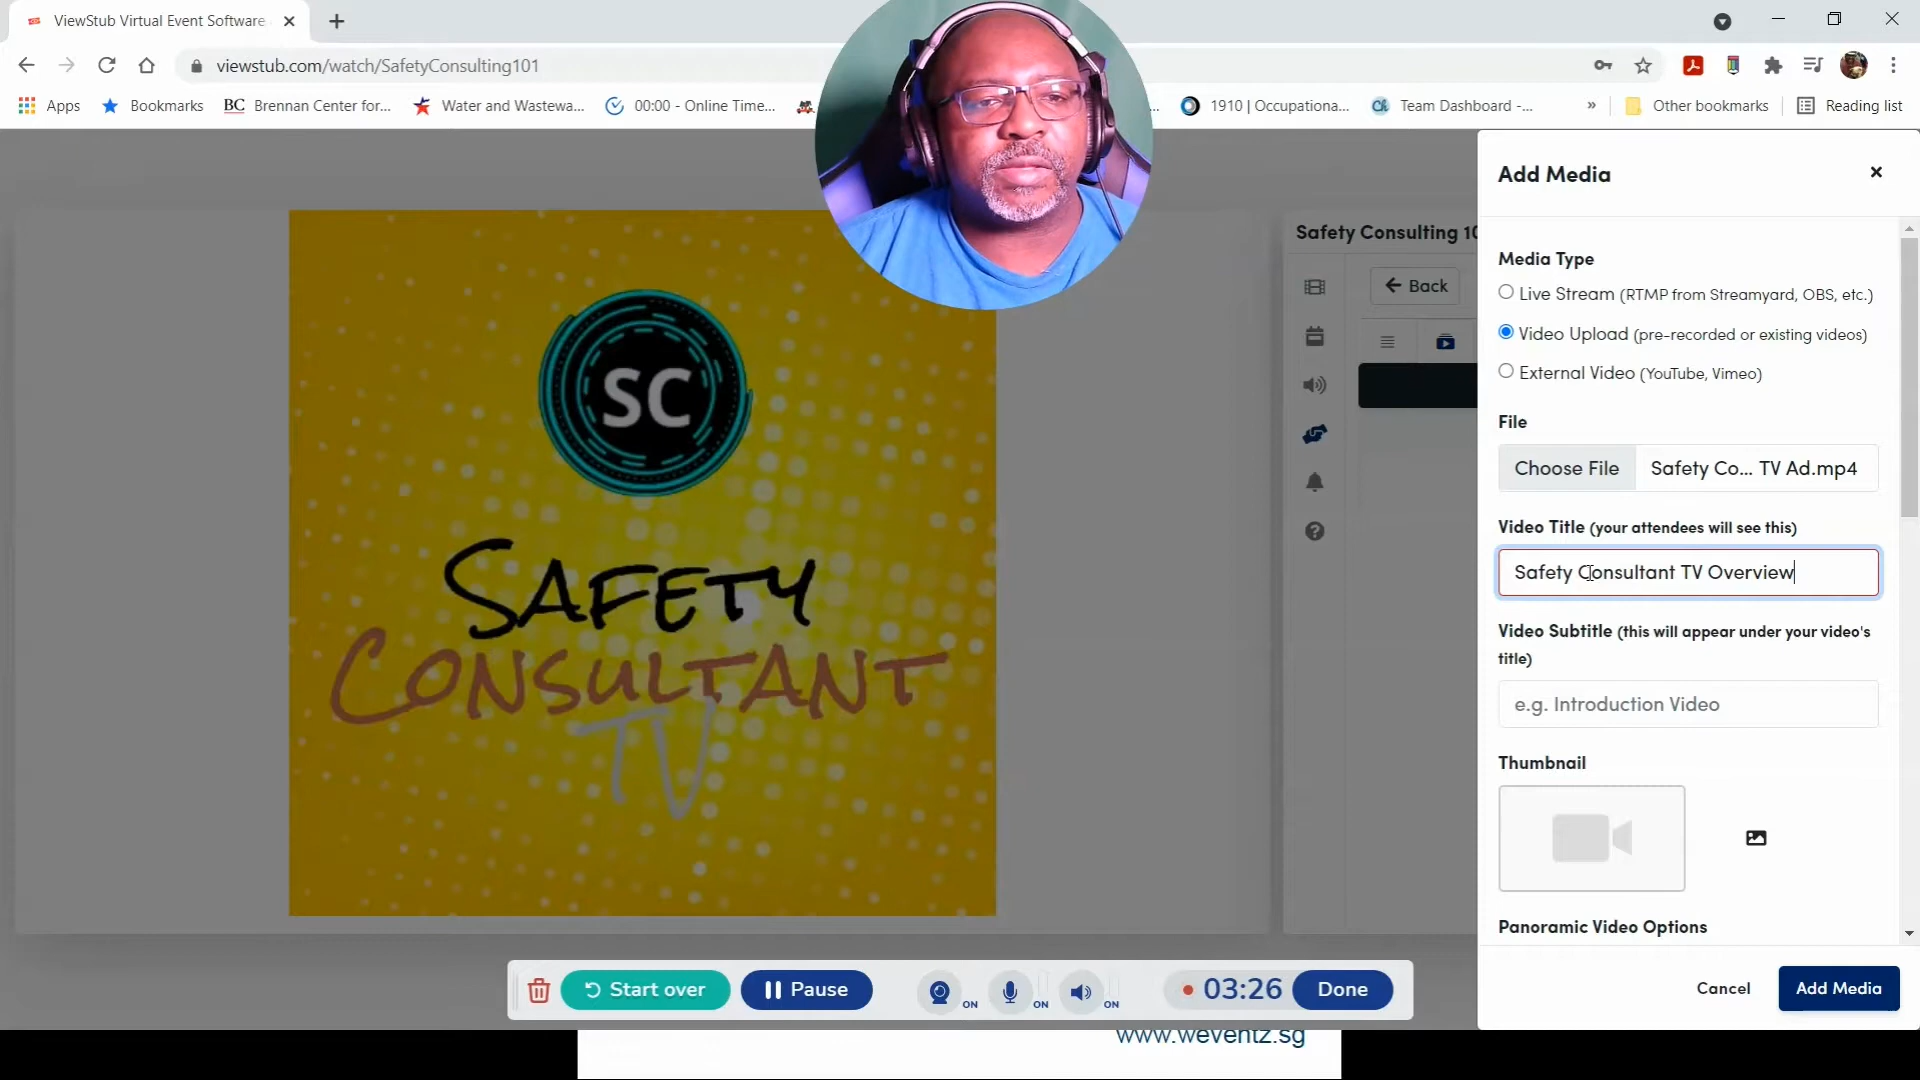 ViewStub Virtual Event Software
viewstub.com/watch/SafetyConsulting101
Apps
Bookmarks
BC Brennan Center for...
Water and Wastewa...
00:00 - Online Time...
1910 | Occupationa...
Ch Team Dashboard -...
»
Other bookmarks
Reading list
SC
SAFETY
CONSULTANT
TV
Safety Consulting 10
Back
Add Media
Media Type
Live Stream (RTMP from Streamyard, OBS, etc.)
Video Upload (pre-recorded or existing videos)
External Video (YouTube, Vimeo)
File
Choose File Safety Co... TV Ad.mp4
Video Title (your attendees will see this)
Safety Consultant TV Overview
Video Subtitle (this will appear under your video's
title)
e.g. Introduction Video
Thumbnail
Panoramic Video Options
Cancel
Add Media
Start over
Pause
ON
ON
ON
03:26
Done
www.weventz.sg